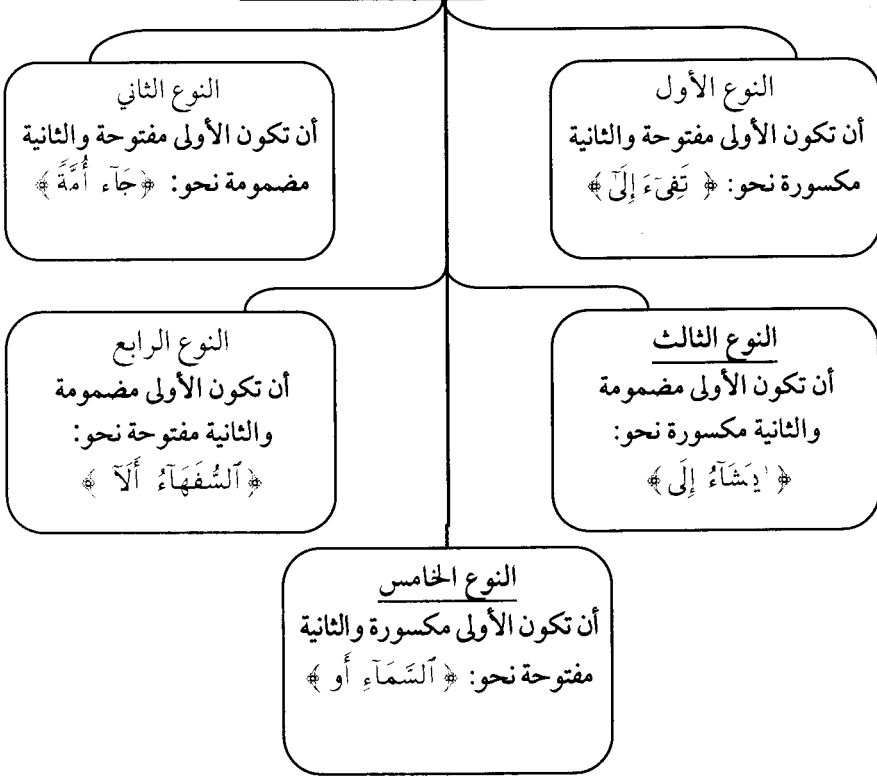 النوع الأول
أن تكون الأولى مفتوحة والثانية
مكسورة نحو: ﴿ تَفِىٓءَ إِلَىٰٓ ﴾
النوع الثاني
أن تكون الأولى مفتوحة والثانية
مضمومة نحو: ﴿جَآء أُمَّةً ﴾
النوع الثالث
أن تكون الأولى مضمومة
والثانية مكسورة نحو:
﴿ يَشَآءُ إِلَى﴾
النوع الرابع
أن تكون الأولى مضمومة
والثانية مفتوحة نحو:
﴿ٱلسُّفَهَآءُ أَلَآ ﴾
النوع الخامس
أن تكون الأولى مكسورة والثانية
مفتوحة نحو: ﴿ ٱلسَّمَآءِ أَو ﴾